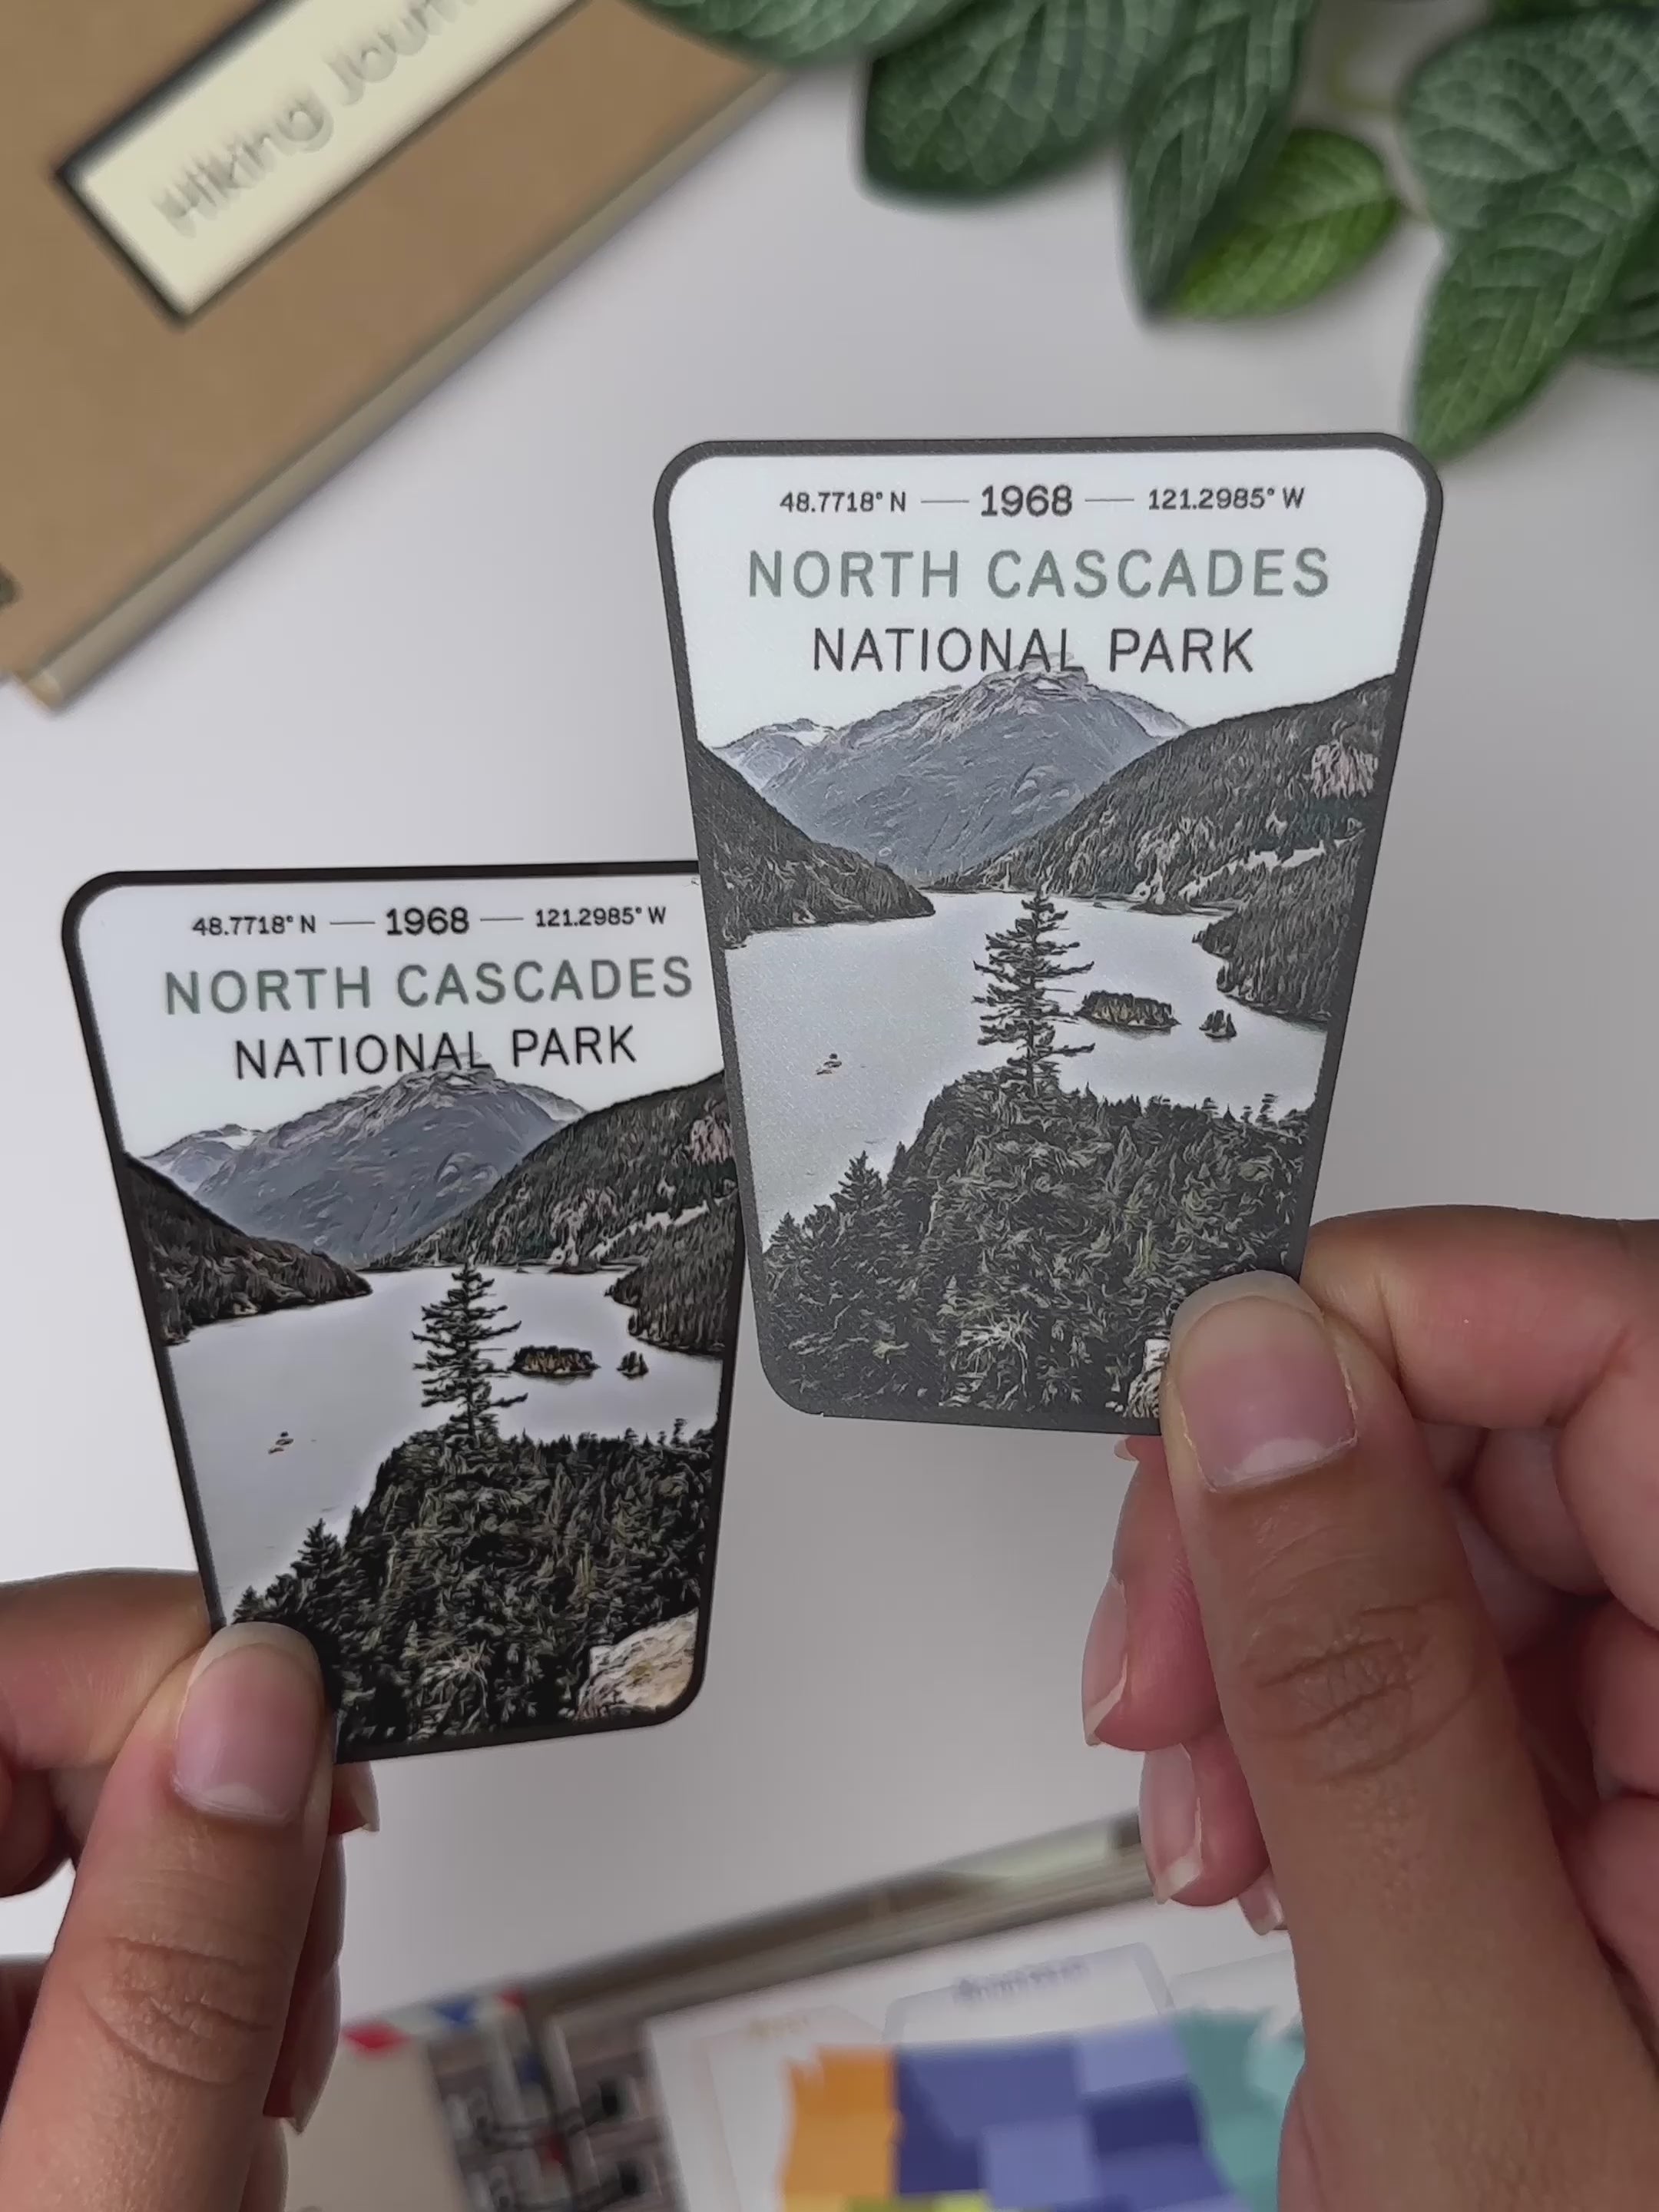 Hiking
48.7718° N — 1968 — 121.2985° W
NORTH CASCADES
NATIONAL PARK
48.7718° N — 1968 — 121.2985° W
NORTH CASCADES
NATIONAL PARK